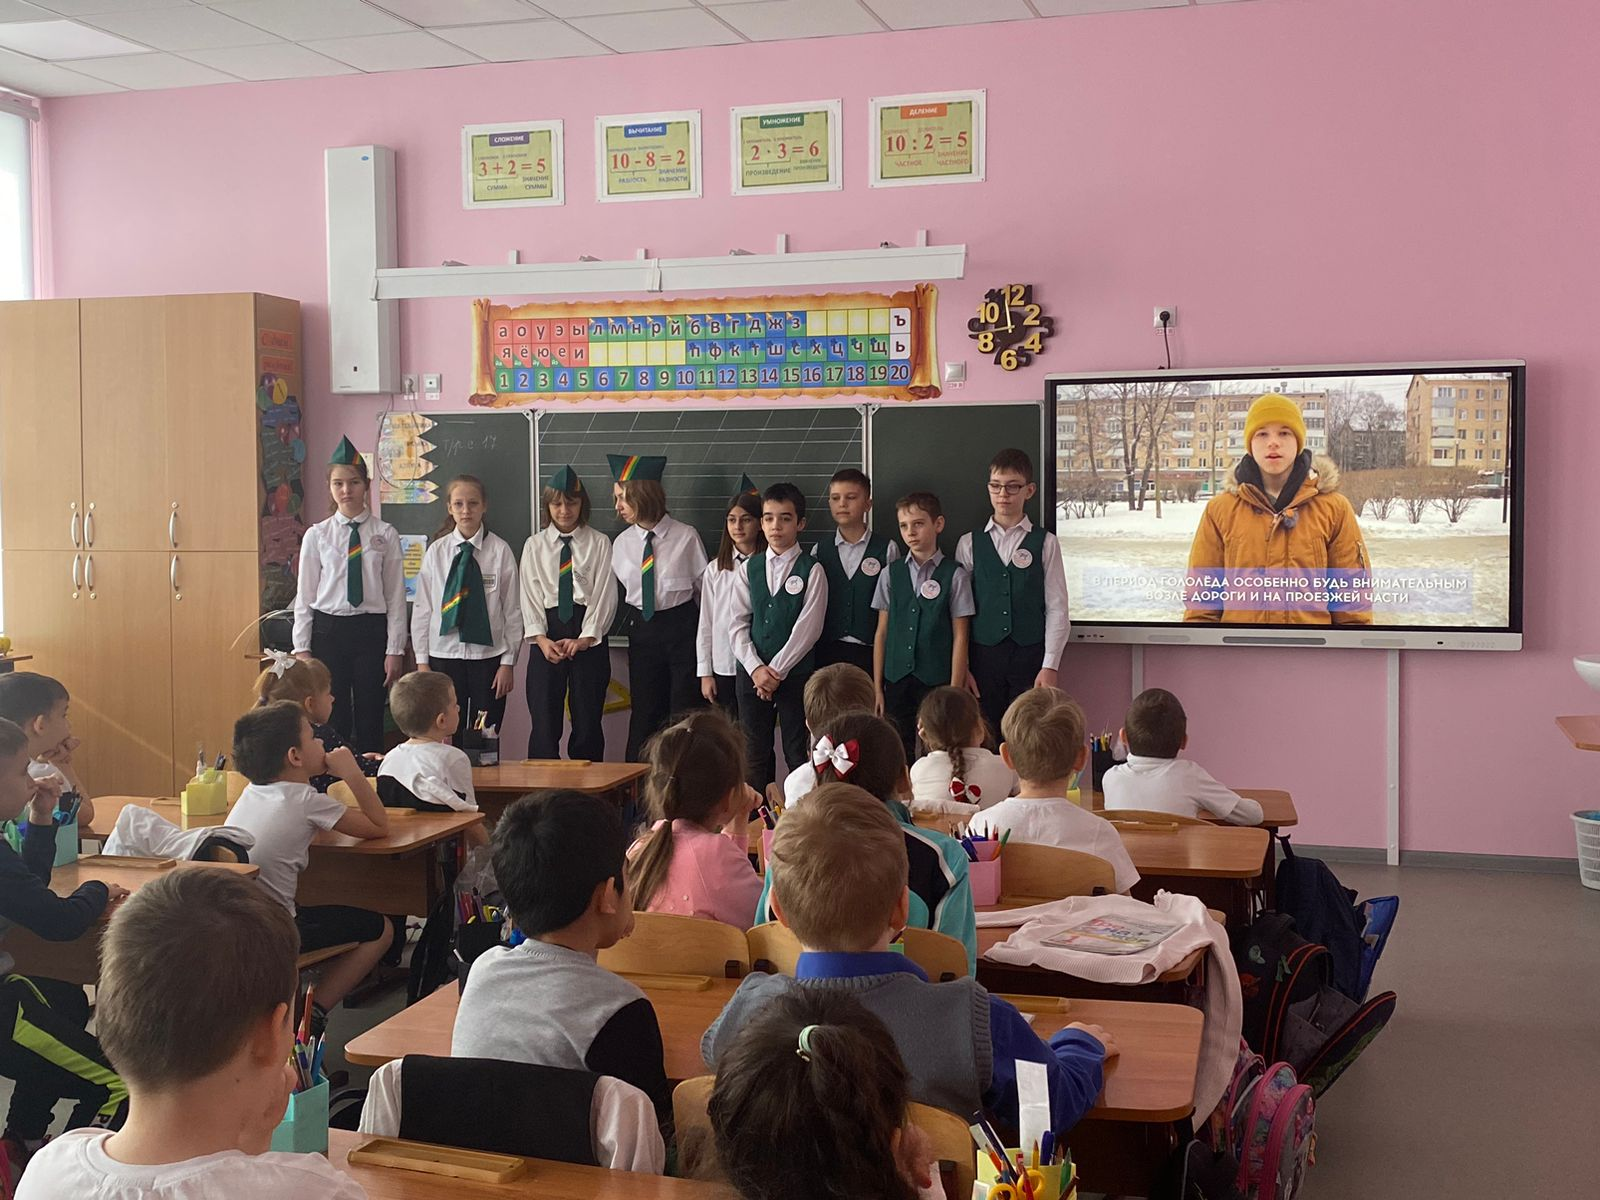 СЛОЖЕНИЕ
3 + 2 = 5
СУММА
ЗНАЧЕНИЕ
СУММЫ
ВЫЧИТАНИЕ
10 - 8 = 2
РАЗНОСТЬ
ЗНАЧЕНИЕ
РАЗНОСТИ
УМНОЖЕНИЕ
2 · 3 = 6
ПРОИЗВЕДЕНИЕ
ЗНАЧЕНИЕ
ПРОИЗВЕДЕНИЯ
ДЕЛЕНИЕ
ДЕЛИМОЕ ДЕЛИТЕЛЬ
10 : 2 = 5
ЧАСТНОЕ
ЗНАЧЕНИЕ
ЧАСТНОГО
а о у э ы л м н р й б в г д ж з ъ
я ё ю е и п ф к т ш с х ц ч щ ь
1 2 3 4 5 6 7 8 9 10 11 12 13 14 15 16 17 18 19 20
12
10 2
8 4
6
В ПЕРИОД ГОЛОЛЁДА ОСОБЕННО БУДЬ ВНИМАТЕЛЬНЫМ
ВОЗЛЕ ДОРОГИ И НА ПРОЕЗЖЕЙ ЧАСТИ